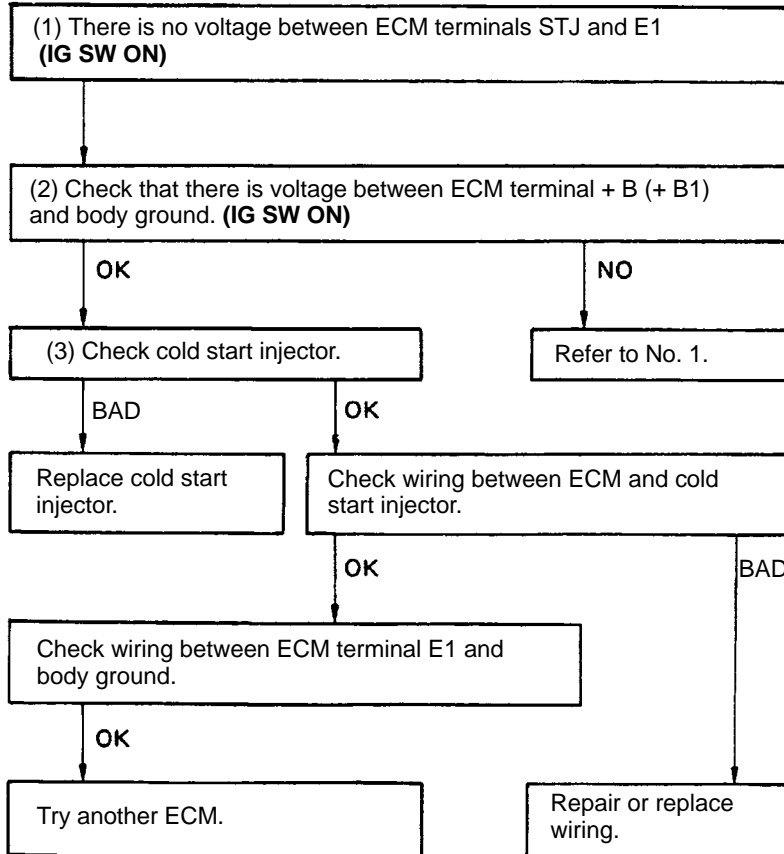 (1) There is no voltage between ECM terminals STJ and E1
(IG SW ON)
(2) Check that there is voltage between ECM terminal + B (+ B1)
and body ground. (IG SW ON)
OK
NO
(3) Check cold start injector.
Refer to No. 1.
BAD
OK
Replace cold start
injector.
Check wiring between ECM and cold
start injector.
OK
BAD
Check wiring between ECM terminal E1 and
body ground.
OK
Try another ECM.
Repair or replace
wiring.